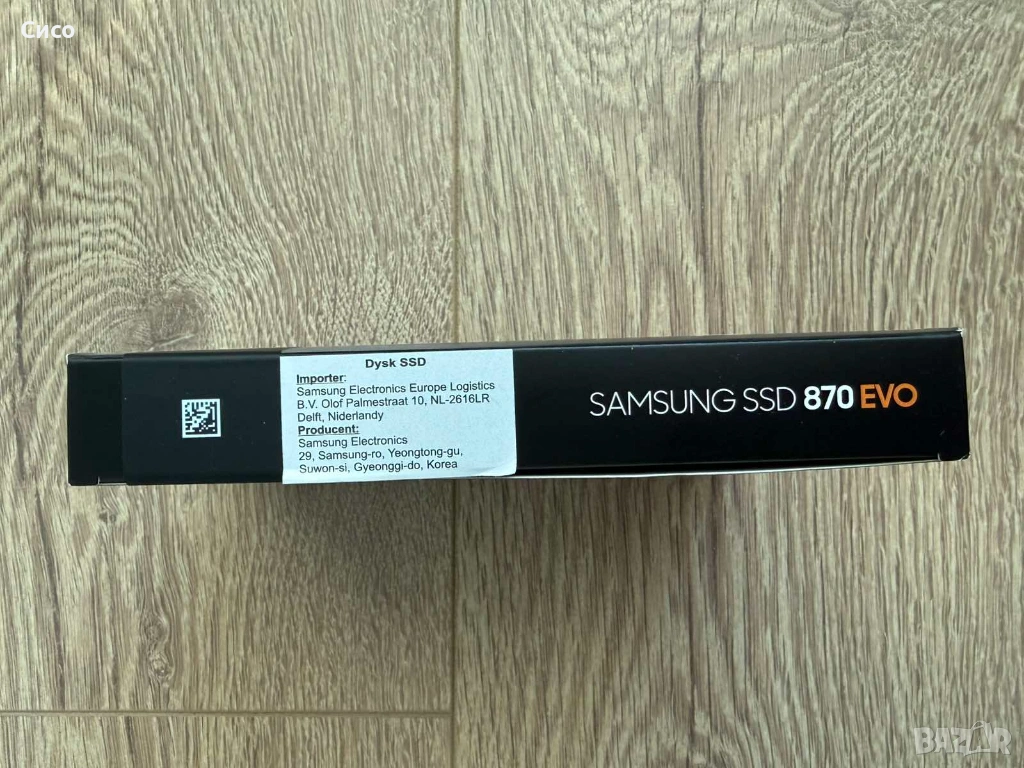 Сисо
Dysk SSD
Importer:
Samsung Electronics Europe Logistics
B.V. Olof Palmestraat 10, NL-2616LR
Delft, Niderlandy
Producent:
Samsung Electronics
29, Samsung-ro, Yeongtong-gu,
Suwon-si, Gyeonggi-do, Korea
SAMSUNG SSD 870 EVO
BAZAR